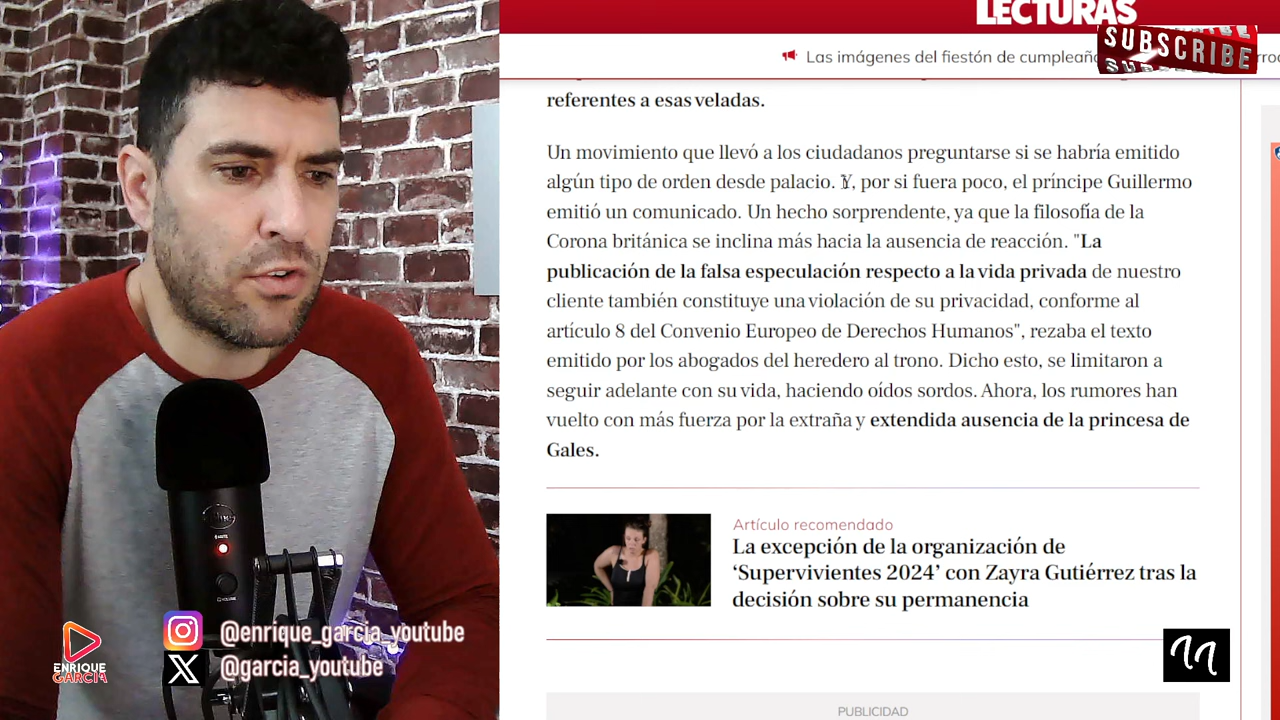 LECTURAS
SUBSCRIBE
Las imágenes del fiestón de cumpleaño
referentes a esas veladas.
Un movimiento que llevó a los ciudadanos preguntarse si se habría emitido
algún tipo de orden desde palacio. Y, por si fuera poco, el príncipe Guillermo
emitió un comunicado. Un hecho sorprendente, ya que la filosofía de la
Corona británica se inclina más hacia la ausencia de reacción. "La
publicación de la falsa especulación respecto a la vida privada de nuestro
cliente también constituye una violación de su privacidad, conforme al
artículo 8 del Convenio Europeo de Derechos Humanos", rezaba el texto
emitido por los abogados del heredero al trono. Dicho esto, se limitaron a
seguir adelante con su vida, haciendo oídos sordos. Ahora, los rumores han
vuelto con más fuerza por la extraña y extendida ausencia de la princesa de
Gales.
Artículo recomendado
La excepción de la organización de
‘Supervivientes 2024’ con Zayra Gutiérrez tras la
decisión sobre su permanencia
PUBLICIDAD
@enrique_garcia_youtube
@garcia_youtube
ENRIQUE
GARCIA